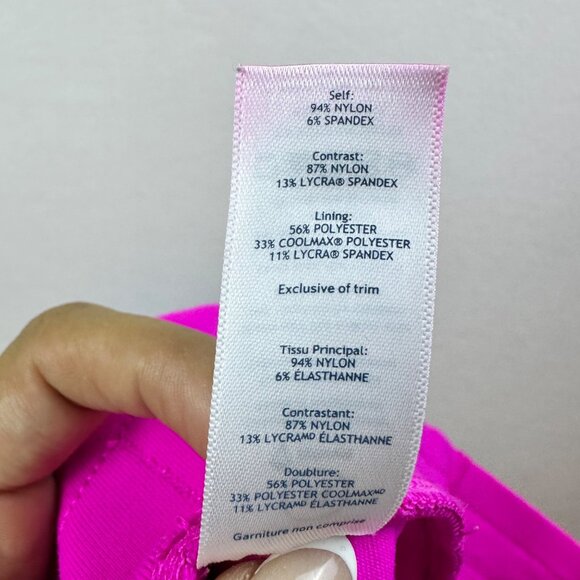 Self:
94% NYLON
6% SPANDEX
Contrast:
87% NYLON
13% LYCRA® SPANDEX
Lining:
56% POLYESTER
33% COOLMAX® POLYESTER
11% LYCRA® SPANDEX
Exclusive of trim
Tissu Principal:
94% NYLON
6% ÉLASTHANNE
Contrastant:
87% NYLON
13% LYCRAᴹᴰ ÉLASTHANNE
Doublure:
56% POLYESTER
33% POLYESTER COOLMAXᴹᴰ
11% LYCRAᴹᴰ ÉLASTHANNE
Garniture non comprise